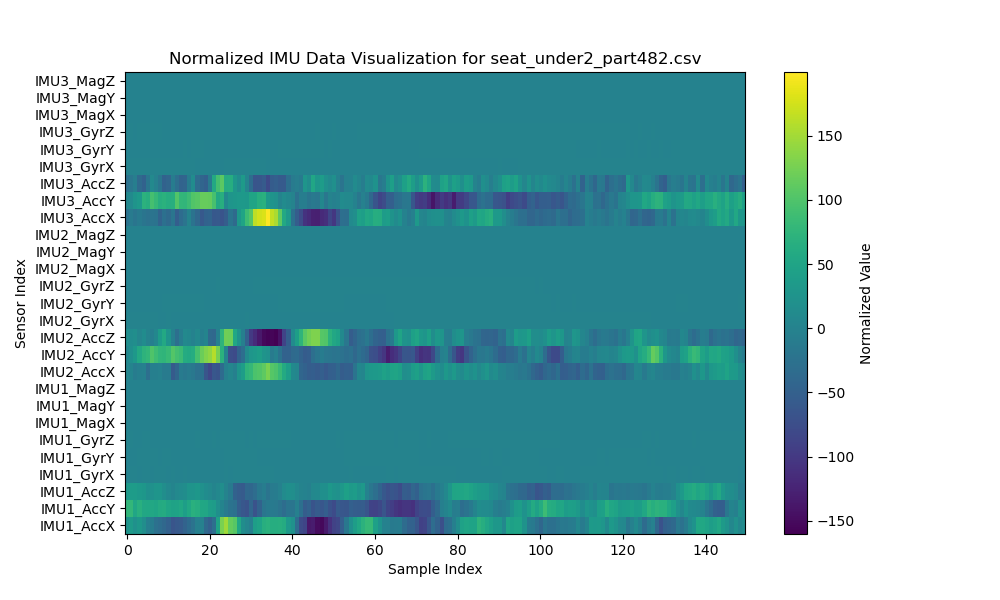 Normalized IMU Data Visualization for seat_under2_part482.csv
IMU3_MagZ
IMU3_MagY
IMU3_MagX
IMU3_GyrZ
IMU3_GyrY
IMU3_GyrX
IMU3_AccZ
IMU3_AccY
IMU3_AccX
IMU2_MagZ
IMU2_MagY
IMU2_MagX
IMU2_GyrZ
IMU2_GyrY
IMU2_GyrX
IMU2_AccZ
IMU2_AccY
IMU2_AccX
IMU1_MagZ
IMU1_MagY
IMU1_MagX
IMU1_GyrZ
IMU1_GyrY
IMU1_GyrX
IMU1_AccZ
IMU1_AccY
IMU1_AccX
Sensor Index
0 20 40 60 80 100 120 140
Sample Index
150
100
50
0
−50
−100
−150
Normalized Value